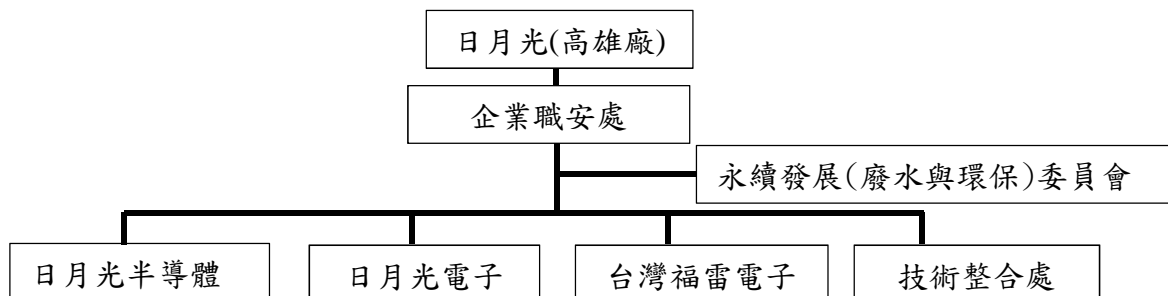 日月光(高雄廠)
企業職安處
永續發展(廢水與環保)委員會
日月光半導體
日月光電子
台灣福雷電子
技術整合處